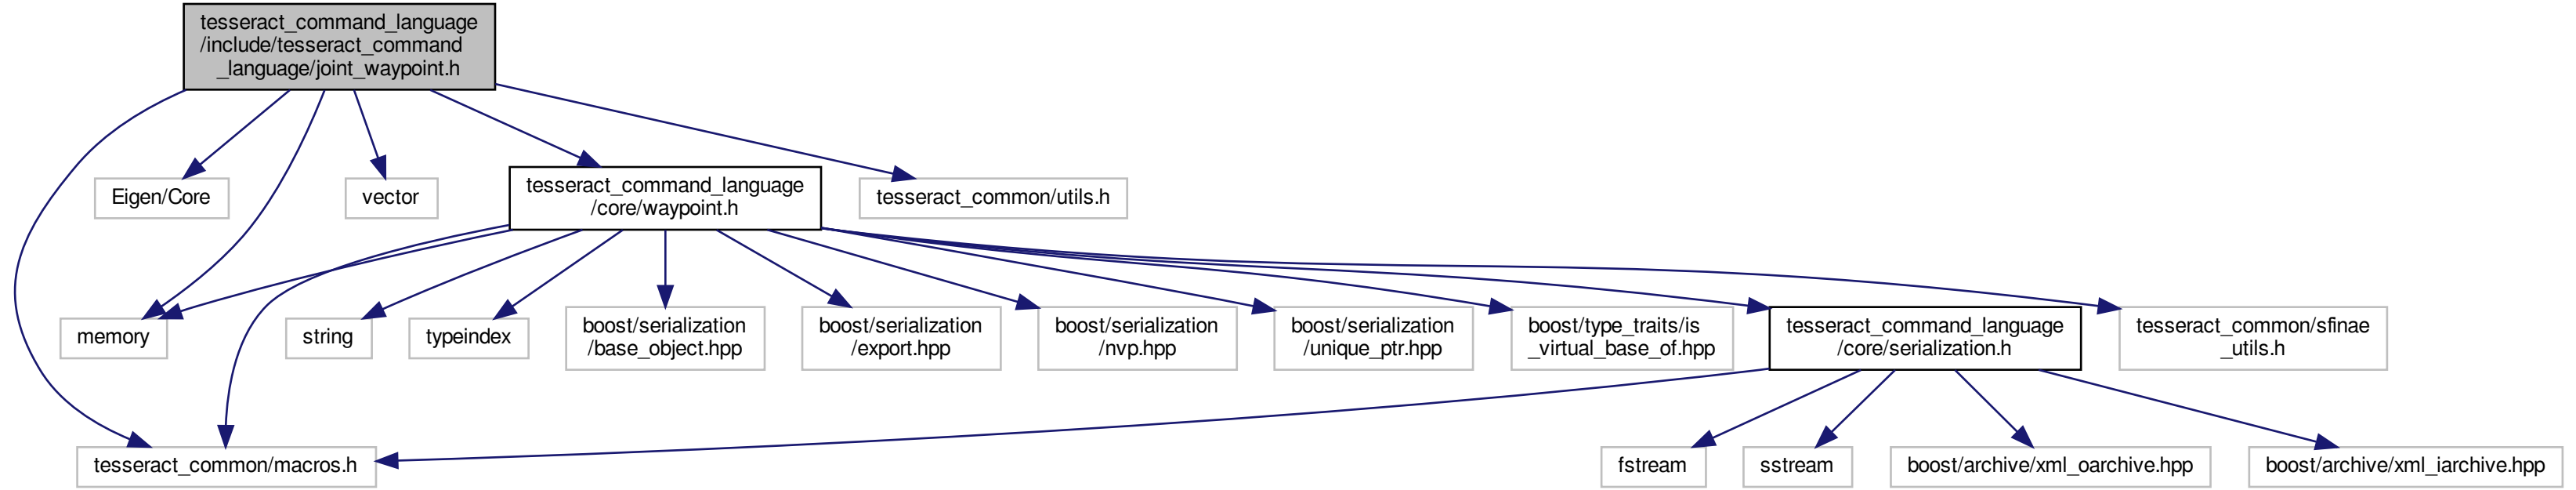 tesseract_command_language
/include/tesseract_command
_language/joint_waypoint.h
Eigen/Core
vector
tesseract_command_language
/core/waypoint.h
tesseract_common/utils.h
memory
string
typeindex
boost/serialization
/base_object.hpp
boost/serialization
/export.hpp
boost/serialization
/nvp.hpp
boost/serialization
/unique_ptr.hpp
boost/type_traits/is
_virtual_base_of.hpp
tesseract_command_language
/core/serialization.h
tesseract_common/sfinae
_utils.h
tesseract_common/macros.h
fstream
sstream
boost/archive/xml_oarchive.hpp
boost/archive/xml_iarchive.hpp